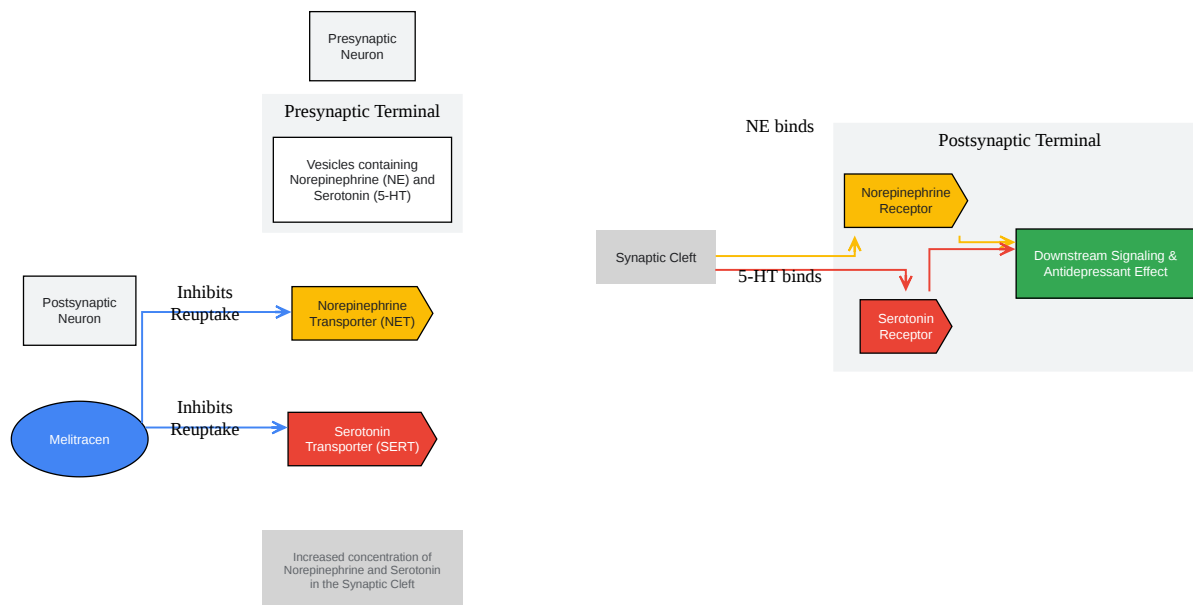 Presynaptic
Neuron
Presynaptic Terminal
Vesicles containing
Norepinephrine (NE) and
Serotonin (5-HT)
Postsynaptic
Neuron
Inhibits
Reuptake
Norepinephrine
Transporter (NET)
Melitracen
Inhibits
Reuptake
Serotonin
Transporter (SERT)
Increased concentration of
Norepinephrine and Serotonin
in the Synaptic Cleft
NE binds
Postsynaptic Terminal
Norepinephrine
Receptor
Synaptic Cleft
5-HT binds
Downstream Signaling &
Antidepressant Effect
Serotonin
Receptor